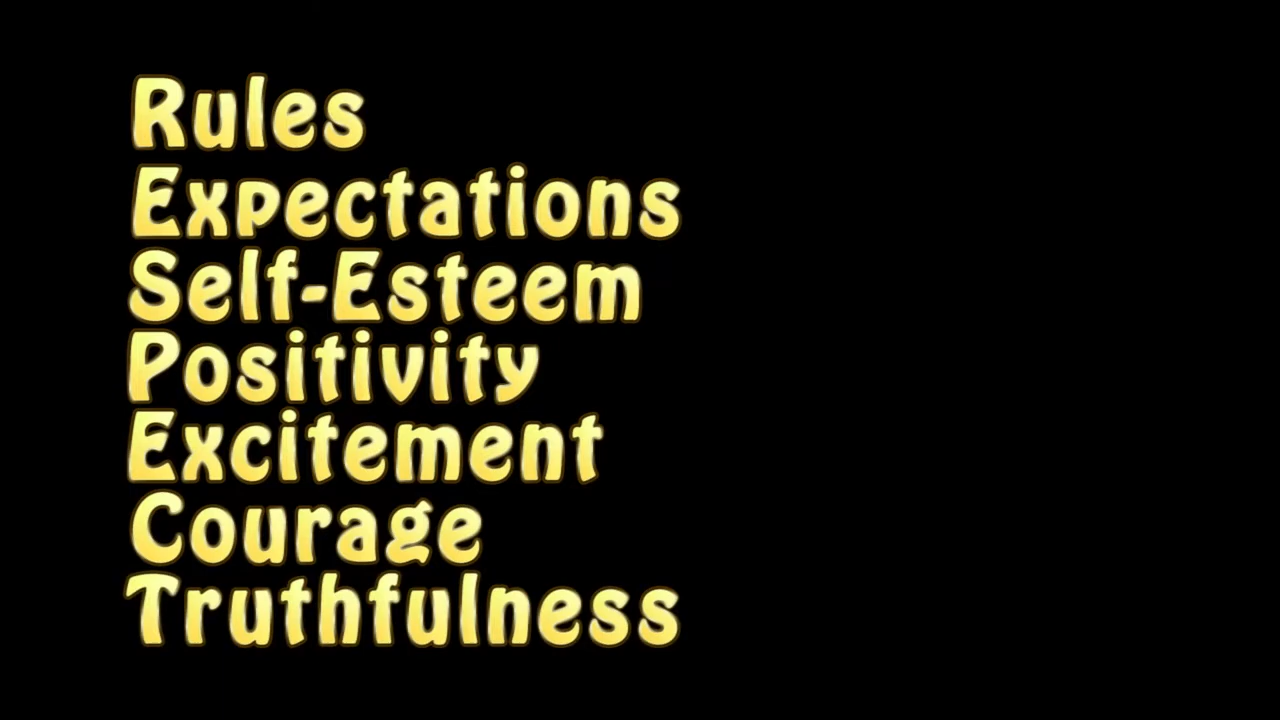 Rules
Expectations
Self-Esteem
Positivity
Excitement
Courage
Truthfulness